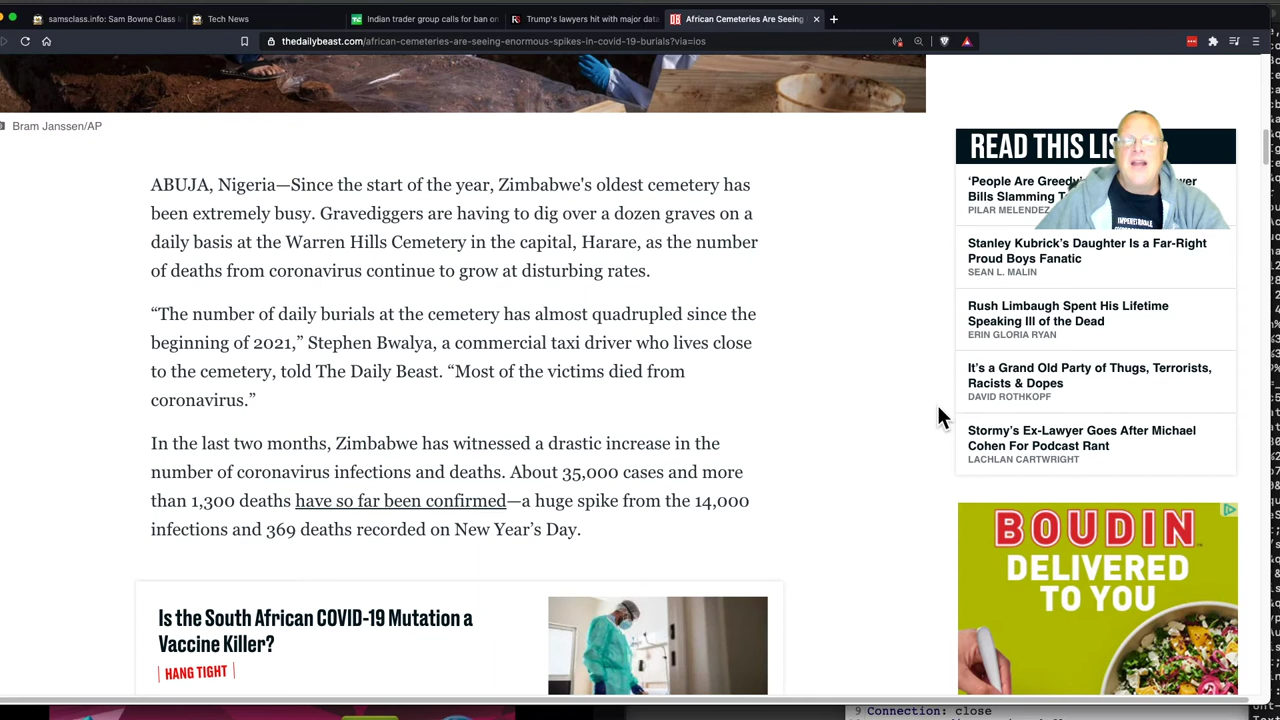 samsclass.info: Sam Bowne Class I
Tech News
Indian trader group calls for ban on
Trump's lawyers hit with major data
African Cemeteries Are Seeing
thedailybeast.com/african-cemeteries-are-seeing-enormous-spikes-in-covid-19-burials?via=ios
Bram Janssen/AP
ABUJA, Nigeria—Since the start of the year, Zimbabwe's oldest cemetery has
been extremely busy. Gravediggers are having to dig over a dozen graves on a
daily basis at the Warren Hills Cemetery in the capital, Harare, as the number
of deaths from coronavirus continue to grow at disturbing rates.
“The number of daily burials at the cemetery has almost quadrupled since the
beginning of 2021,” Stephen Bwalya, a commercial taxi driver who lives close
to the cemetery, told The Daily Beast. “Most of the victims died from
coronavirus.”
In the last two months, Zimbabwe has witnessed a drastic increase in the
number of coronavirus infections and deaths. About 35,000 cases and more
than 1,300 deaths have so far been confirmed—a huge spike from the 14,000
infections and 369 deaths recorded on New Year’s Day.
Is the South African COVID-19 Mutation a
Vaccine Killer?
HANG TIGHT
READ THIS LIS
‘People Are Greedy’
wer
Bills Slamming T
PILAR MELENDEZ
Stanley Kubrick’s Daughter Is a Far-Right
Proud Boys Fanatic
SEAN L. MALIN
Rush Limbaugh Spent His Lifetime
Speaking Ill of the Dead
ERIN GLORIA RYAN
It’s a Grand Old Party of Thugs, Terrorists,
Racists & Dopes
DAVID ROTHKOPF
Stormy’s Ex-Lawyer Goes After Michael
Cohen For Podcast Rant
LACHLAN CARTWRIGHT
BOUDIN
DELIVERED
TO YOU
9 Connection: close